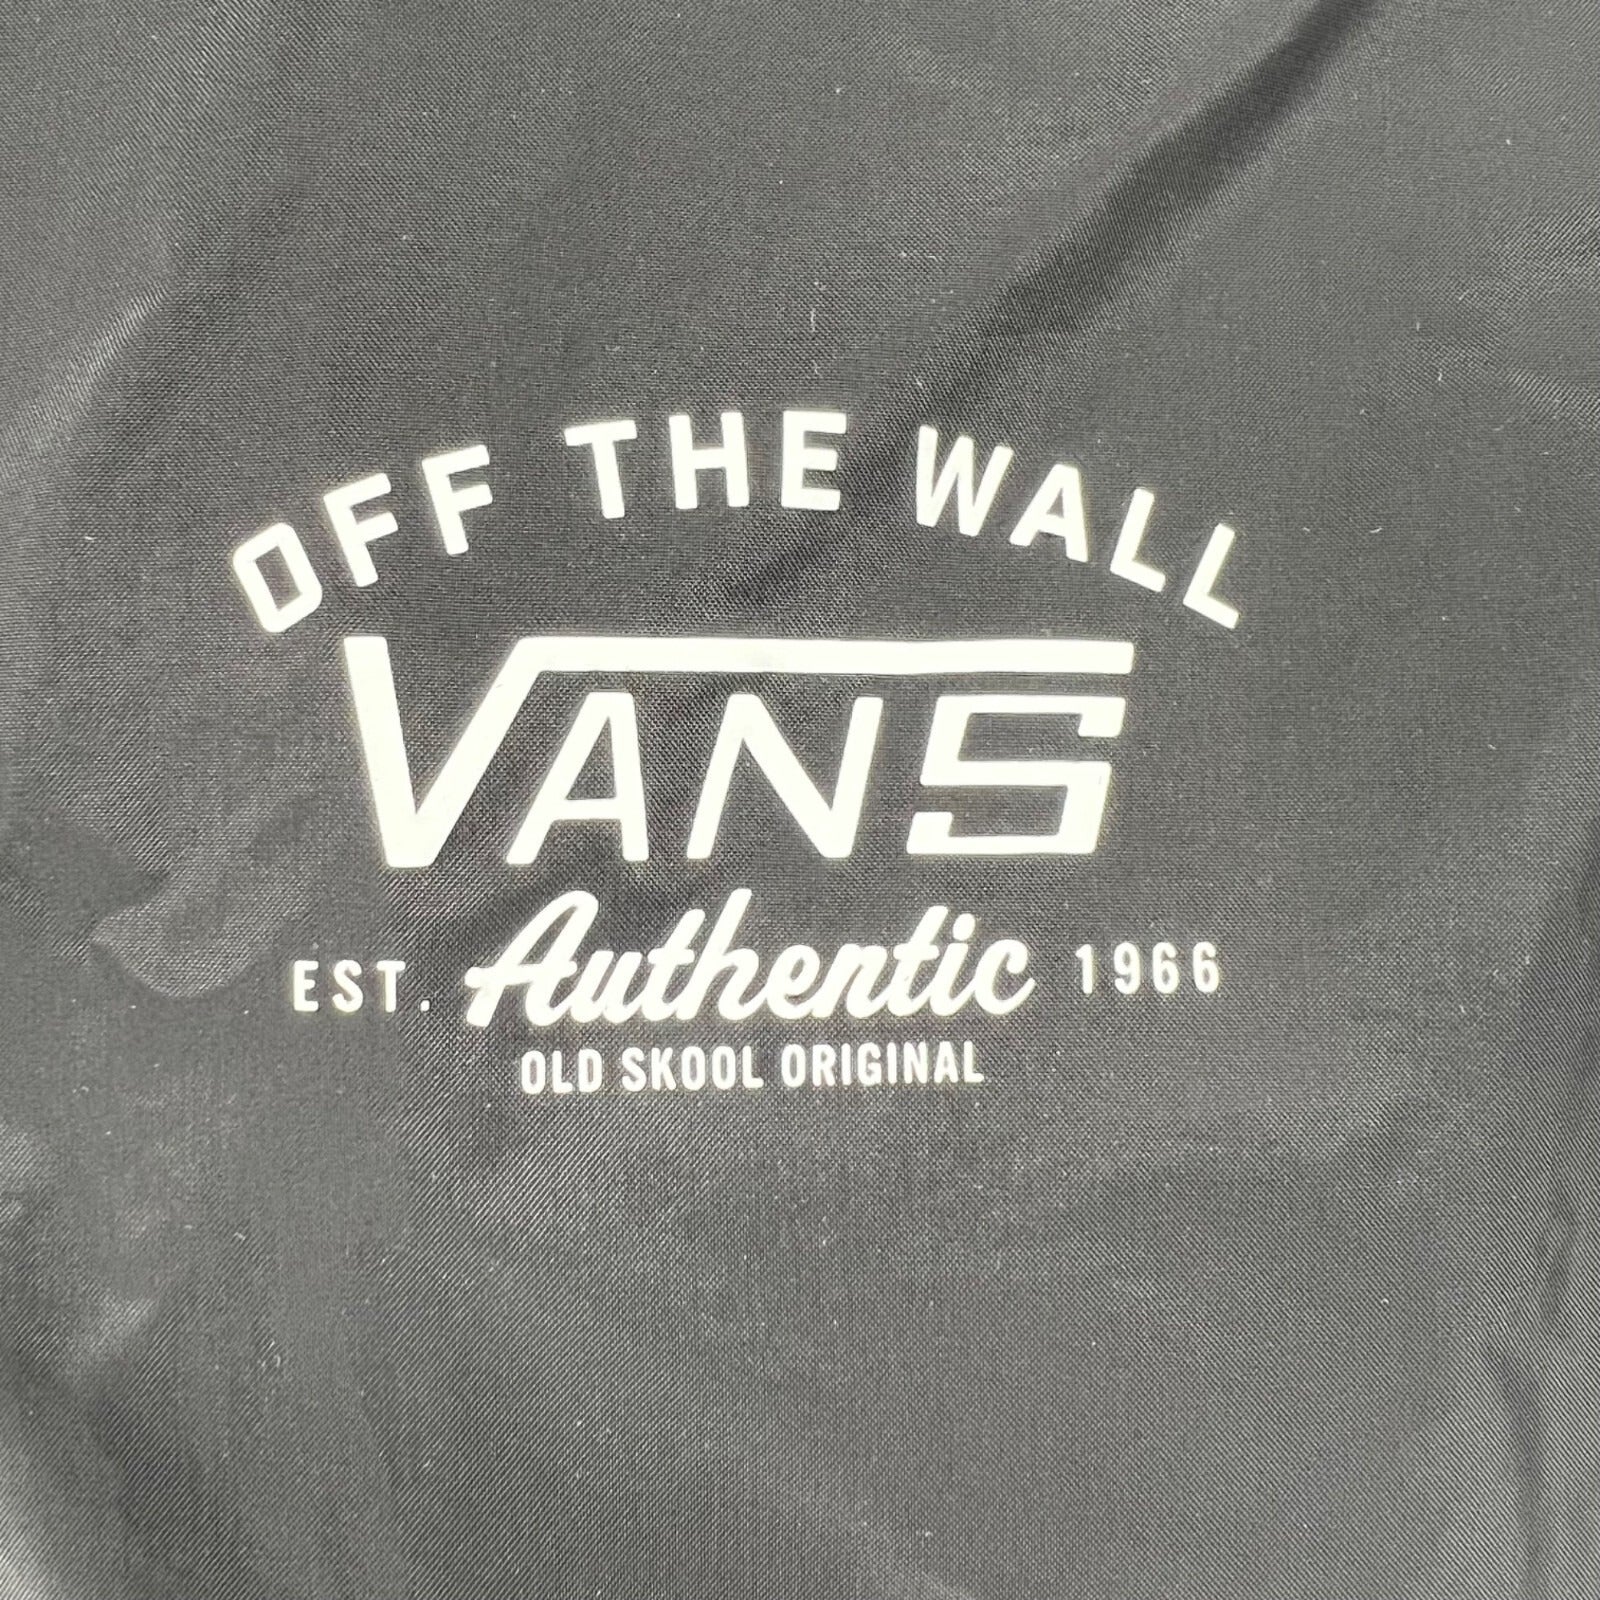 OFF THE WALL
VANS
EST. Authentic 1966
OLD SKOOL ORIGINAL